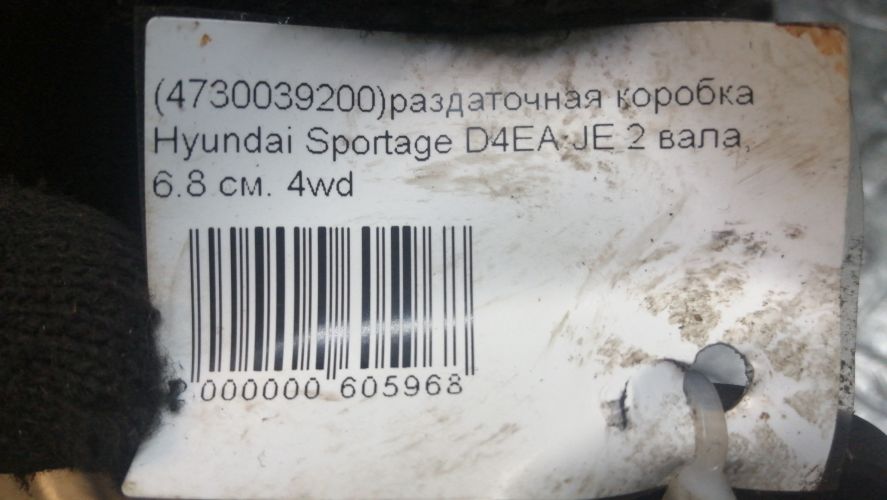 (4730039200)раздаточная коробка
Hyundai Sportage D4EA JE 2 вала,
6.8 см. 4wd
2 000000 605968